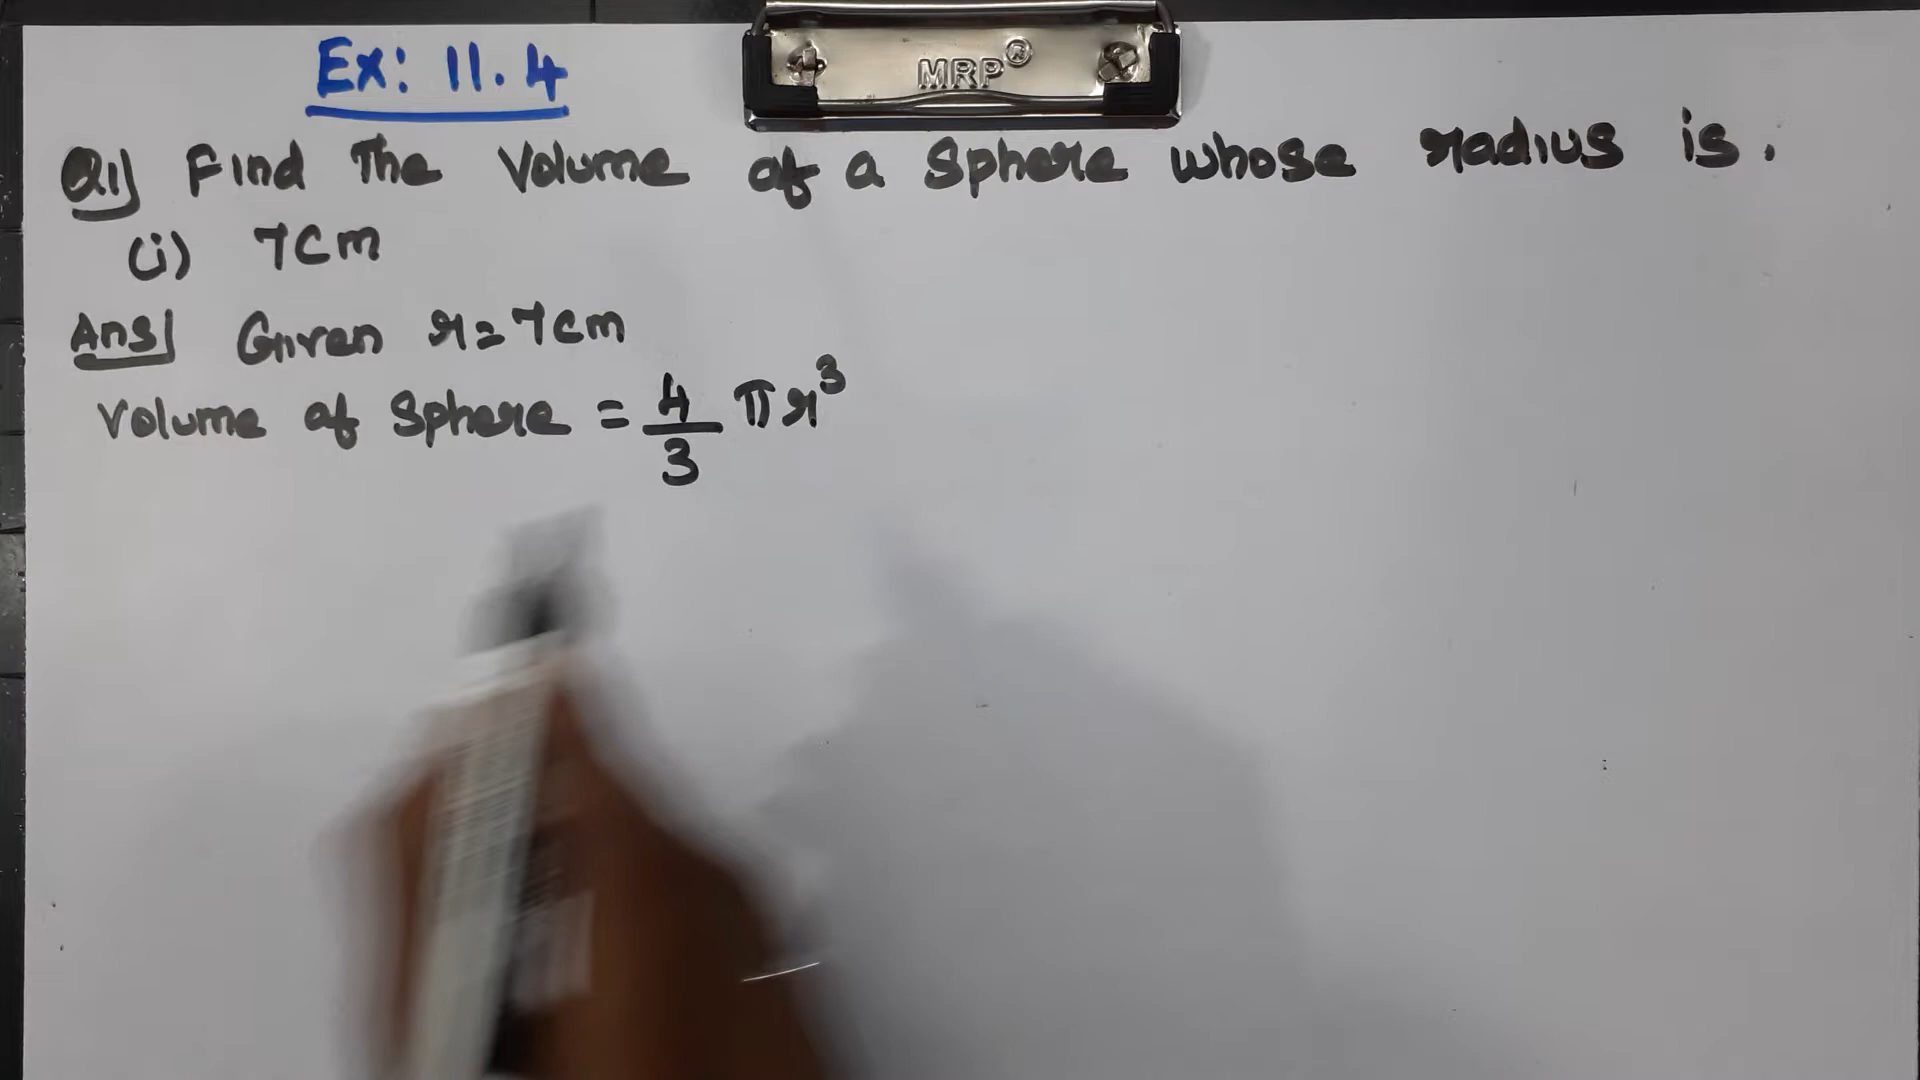 MRP®
Ex: 11.4
Q1) Find The Volume of a Sphere whose radius is.
(i) 7cm
Ans) Given r=7cm
Volume of Sphere = 4/3 πr³